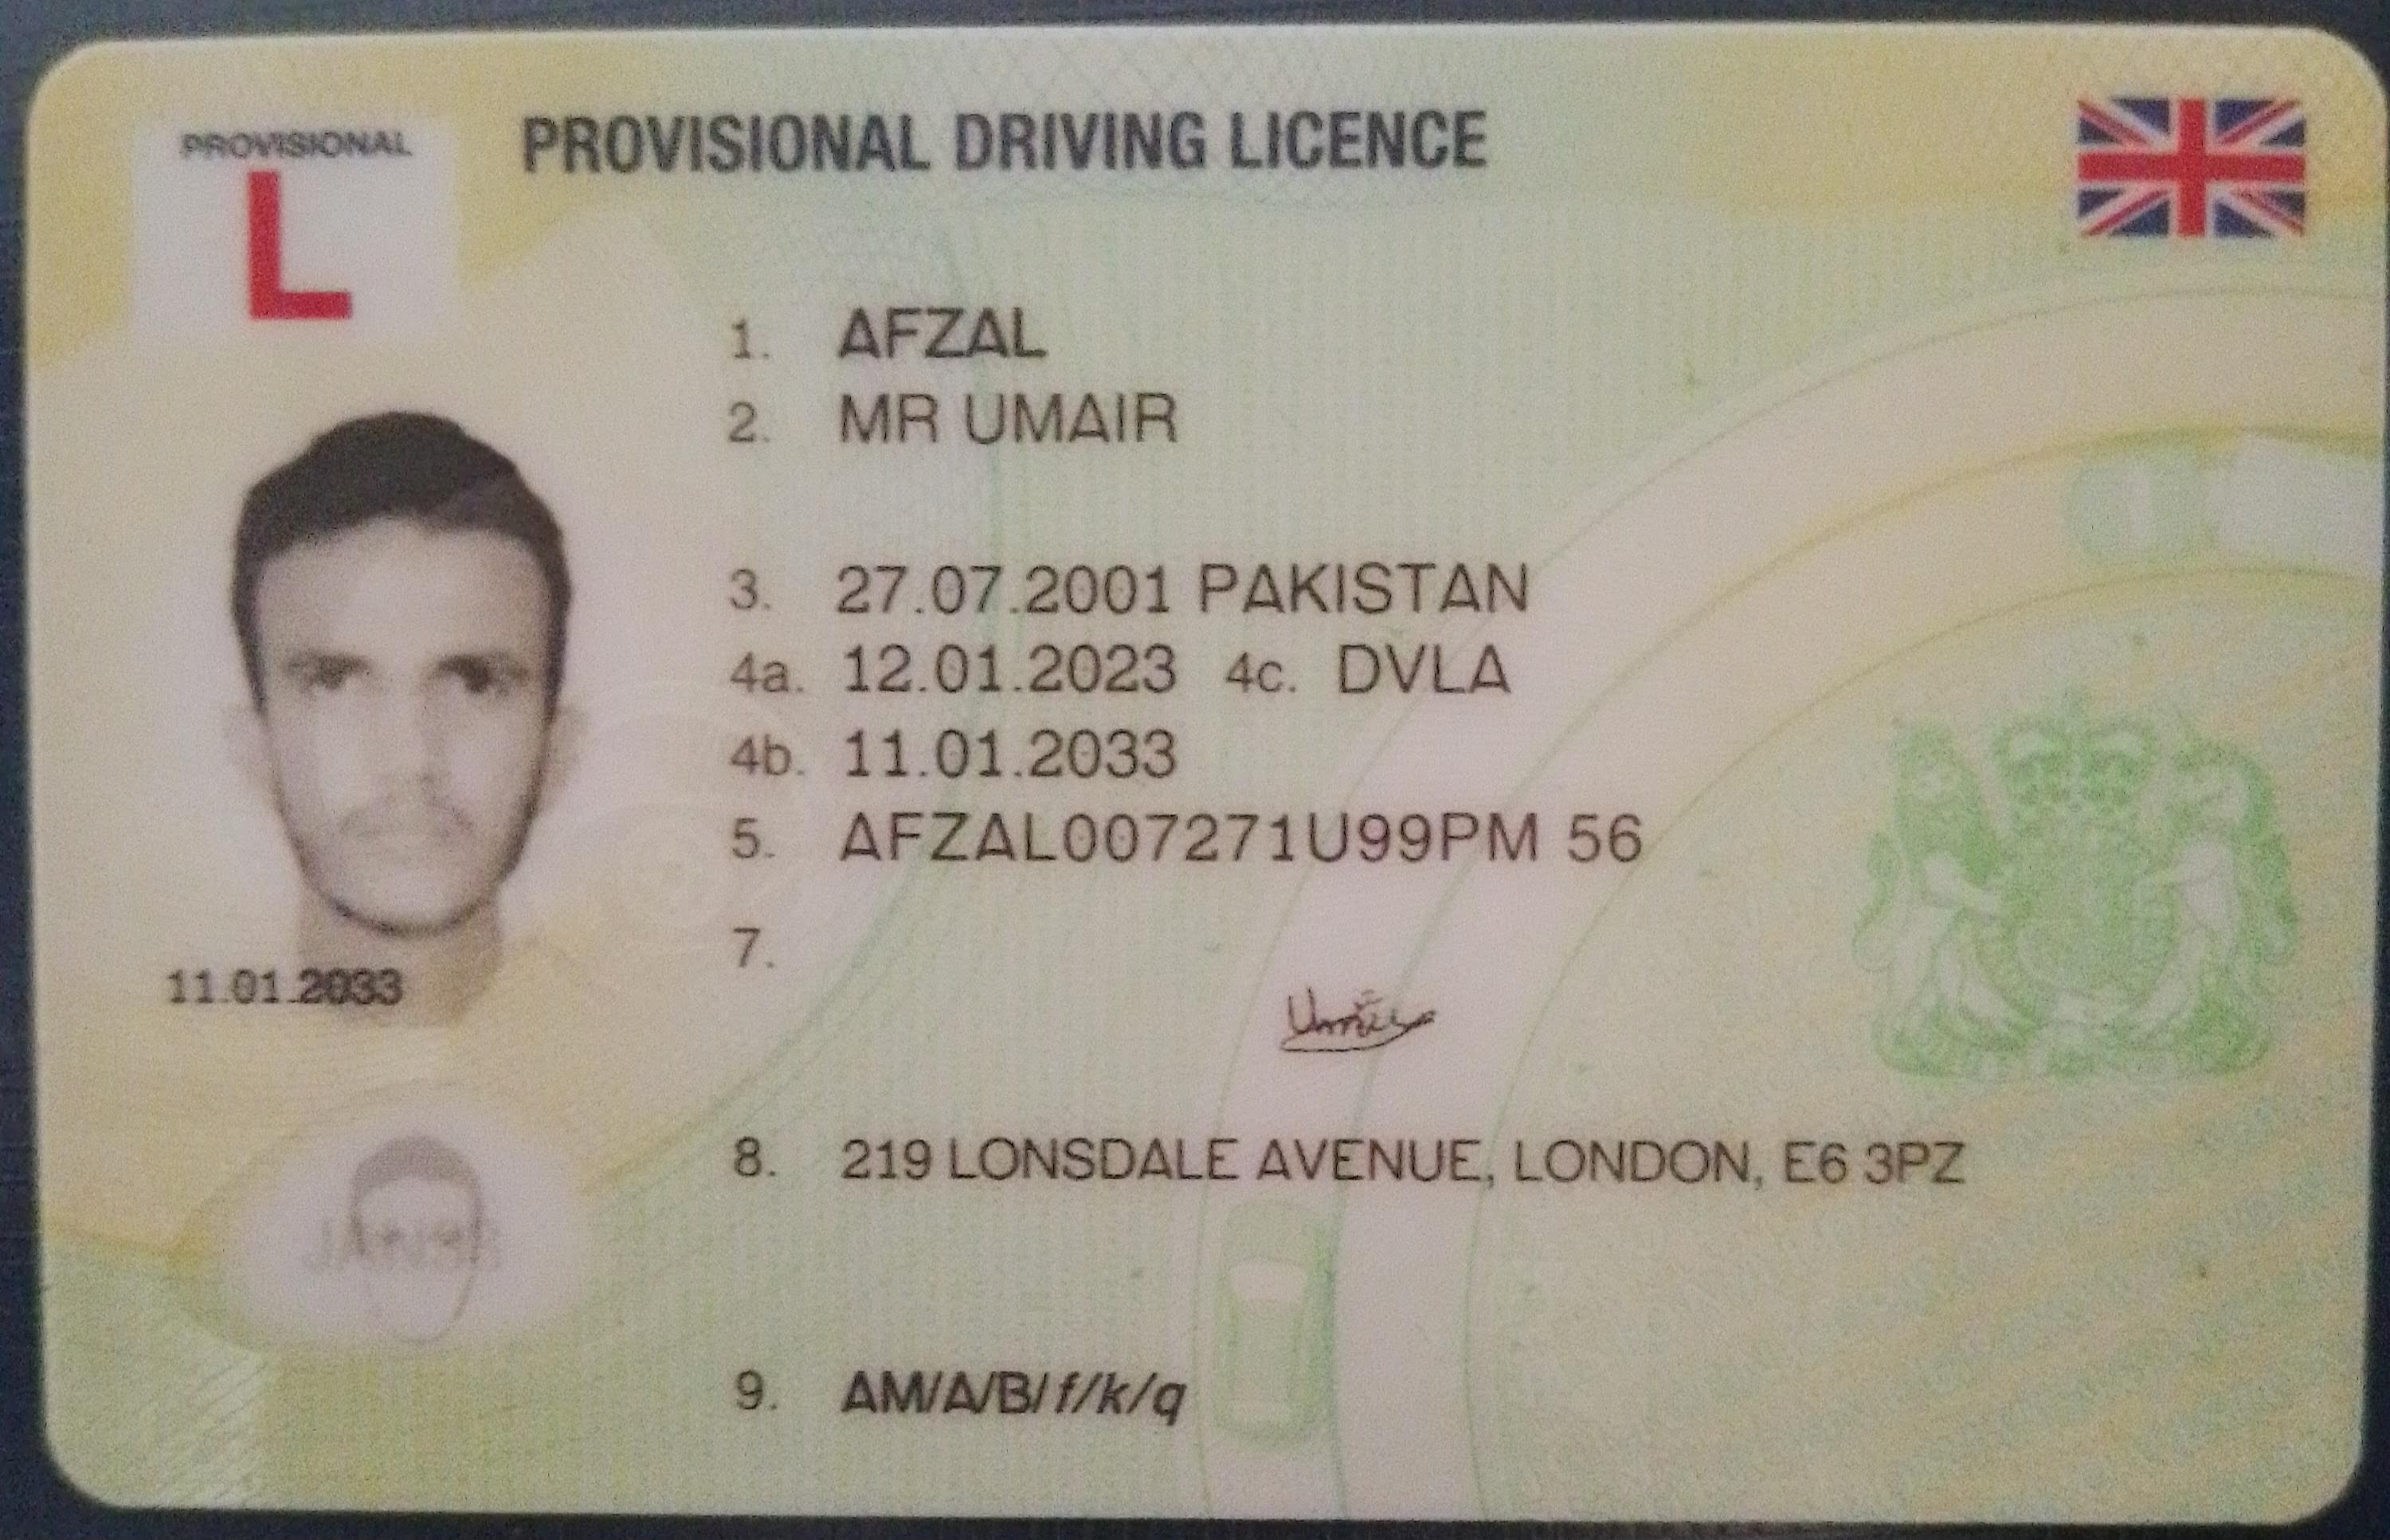 PROVISIONAL
L
PROVISIONAL DRIVING LICENCE
1. AFZAL
2. MR UMAIR
3. 27.07.2001 PAKISTAN
4a. 12.01.2023 4c. DVLA
4b. 11.01.2033
5. AFZAL007271U99PM 56
7.
11.01.2033
8. 219 LONSDALE AVENUE, LONDON, E6 3PZ
9. AM/A/B/f/k/q